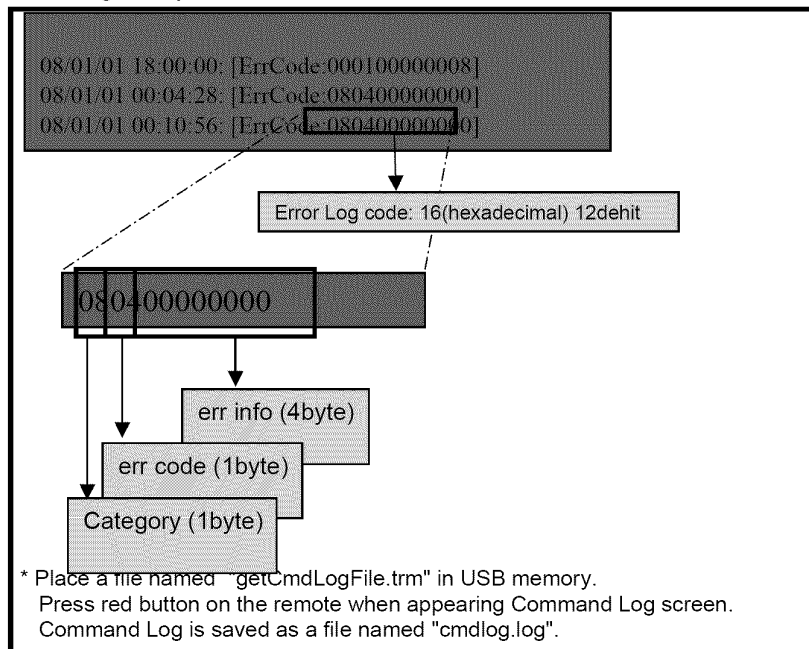 08/01/01 18:00:00: [ErrCode:000100000008]
08/01/01 00:04:28: [ErrCode:080400000000]
08/01/01 00:10:56: [ErrCode:080400000000]
Error Log code: 16(hexadecimal) 12dehit
080400000000
err info (4byte)
err code (1byte)
Category (1byte)
* Place a file named "getCmdLogFile.trm" in USB memory.
Press red button on the remote when appearing Command Log screen.
Command Log is saved as a file named "cmdlog.log".